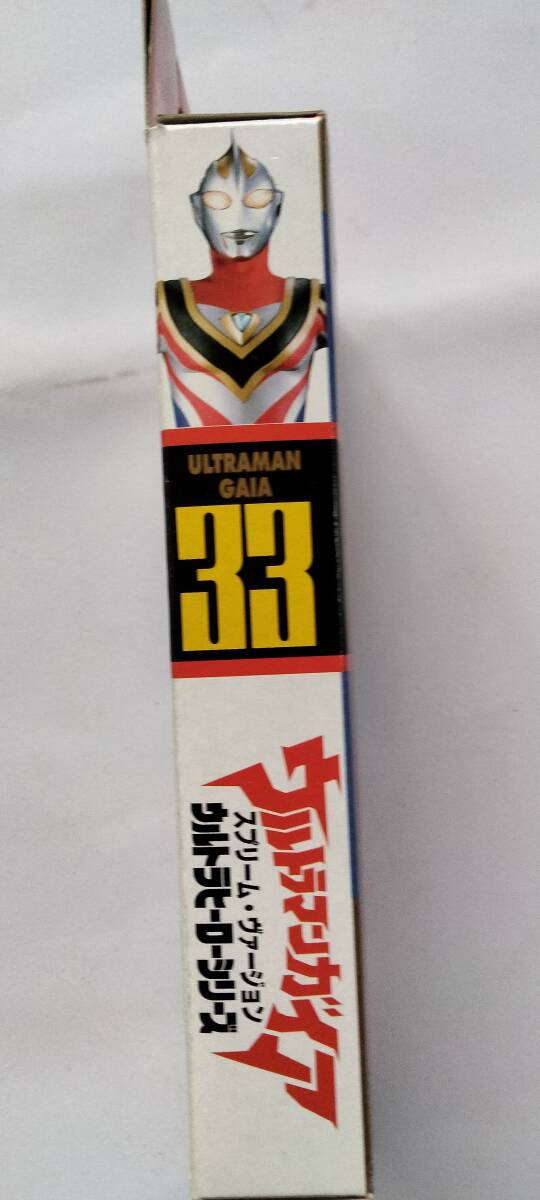 ULTRAMAN
GAIA
33
ウルトラマンガイア
スプリーム・ヴァージョン
ウルトラヒーローシリーズ